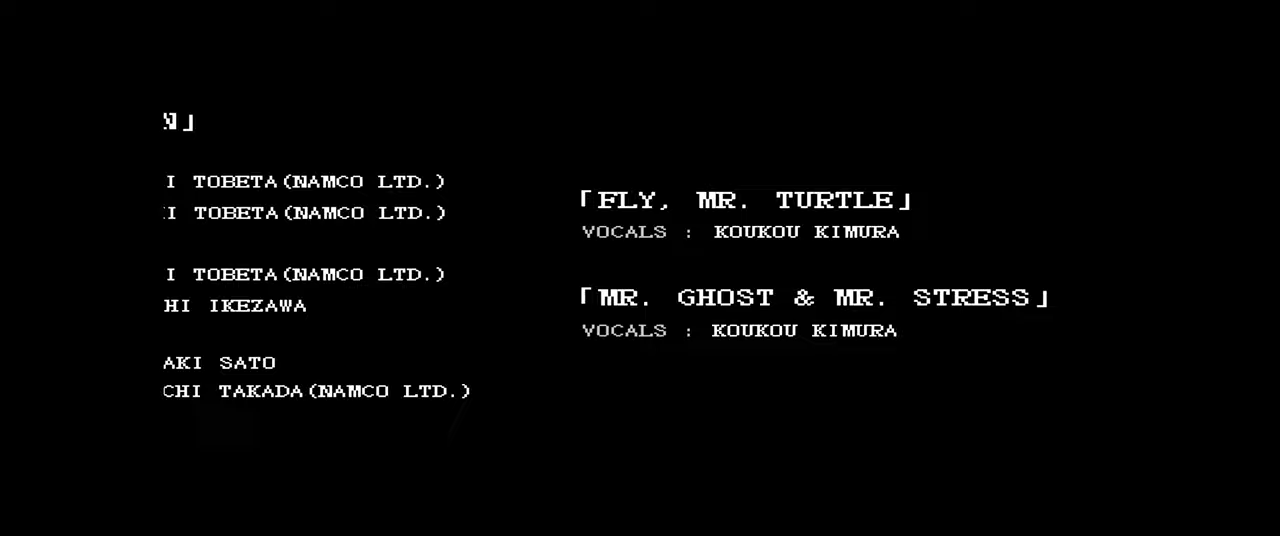 N」
I TOBETA(NAMCO LTD.)
I TOBETA(NAMCO LTD.)
I TOBETA(NAMCO LTD.)
HI IKEZAWA
AKI SATO
CHI TAKADA(NAMCO LTD.)
「FLY, MR. TURTLE」
VOCALS : KOUKOU KIMURA
「MR. GHOST & MR. STRESS」
VOCALS : KOUKOU KIMURA